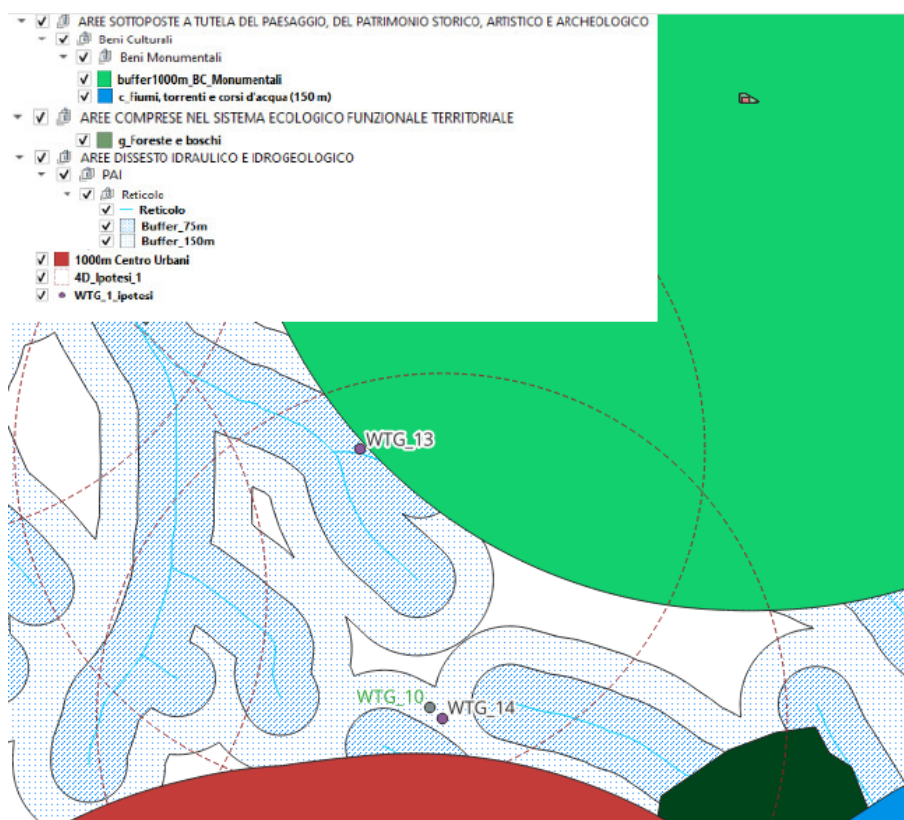 AREE SOTTOPOSTE A TUTELA DEL PAESAGGIO, DEL PATRIMONIO STORICO, ARTISTICO E ARCHEOLOGICO
Beni Culturali
Beni Monumentali
buffer1000m_BC_Monumentali
c_fiumi, torrenti e corsi d'acqua (150 m)
AREE COMPRESE NEL SISTEMA ECOLOGICO FUNZIONALE TERRITORIALE
g_Foreste e boschi
AREE DISSESTO IDRAULICO E IDROGEOLOGICO
PAI
Reticolo
Reticolo
Buffer_75m
Buffer_150m
1000m Centro Urbani
4D_Ipotesi_1
WTG_1_ipotesi
WTG_13
WTG_10
WTG_14